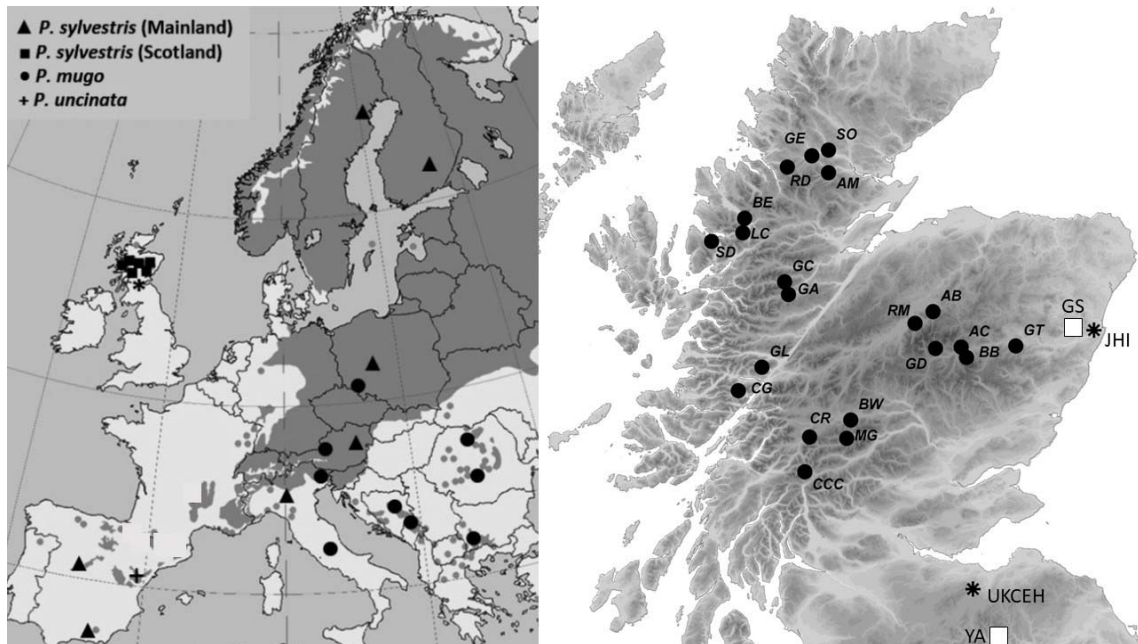 P. sylvestris (Mainland)
P. sylvestris (Scotland)
P. mugo
P. uncinata
GE
SO
RD
AM
BE
LC
SD
GC
GA
AB
RM
GS
JHI
AC
GT
GD
BB
GL
CG
BW
CR
MG
CCC
UKCEH
YA